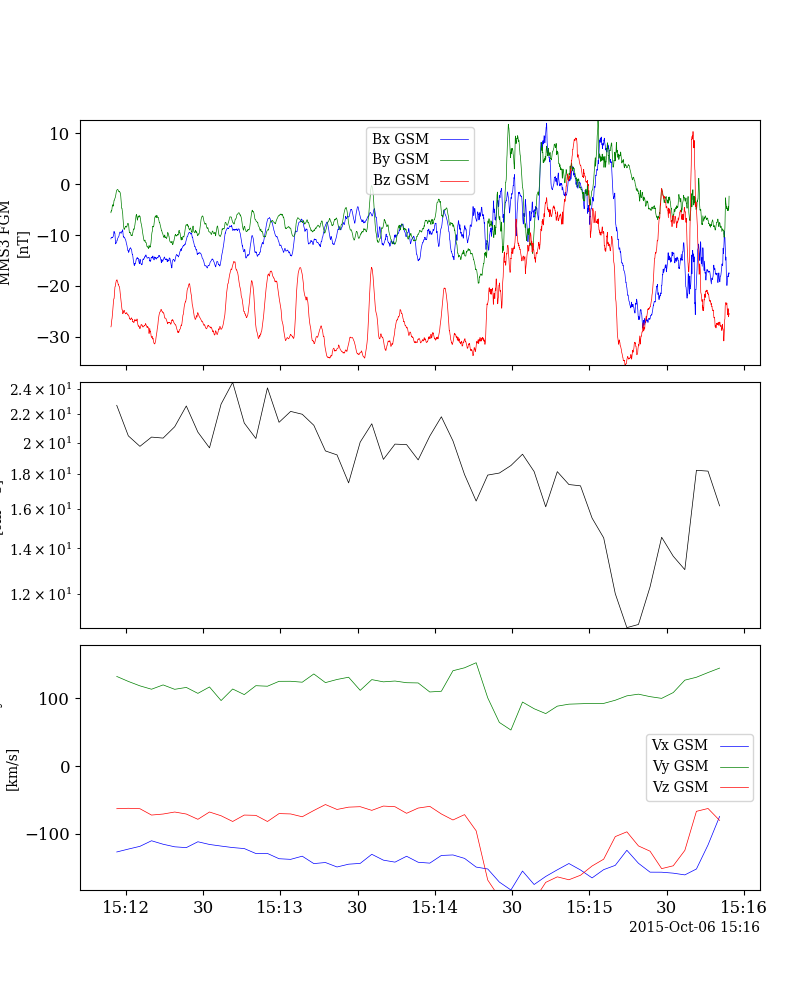 10
0
−10
−20
−30
MMS3 FGM
[nT]
Bx GSM
By GSM
Bz GSM
2.4 × 10¹
2.2 × 10¹
2 × 10¹
1.8 × 10¹
1.6 × 10¹
1.4 × 10¹
1.2 × 10¹
100
0
−100
[km/s]
Vx GSM
Vy GSM
Vz GSM
15:12 30 15:13 30 15:14 30 15:15 30 15:16
2015-Oct-06 15:16